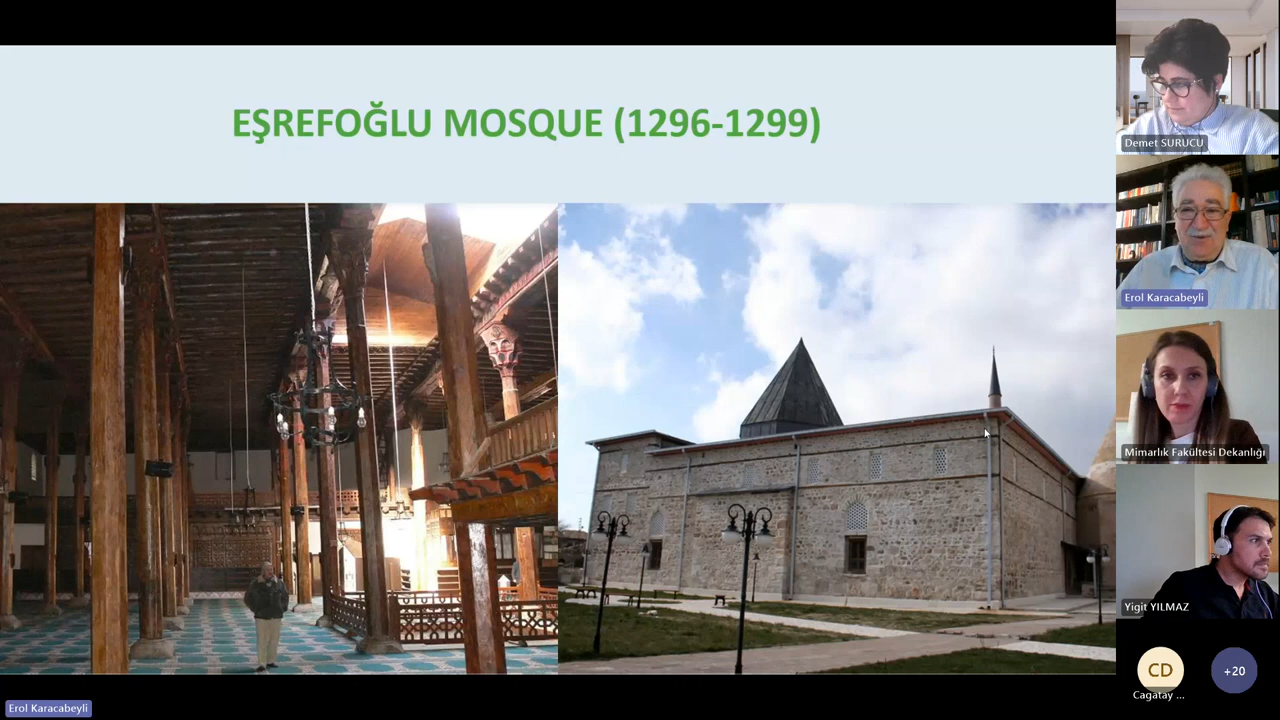 EŞREFOĞLU MOSQUE (1296-1299)
Demet SURUCU
Erol Karacabeyli
Mimarlık Fakültesi Dekanlığı
Yigit YILMAZ
CD
+20
Cagatay ...
Erol Karacabeyli